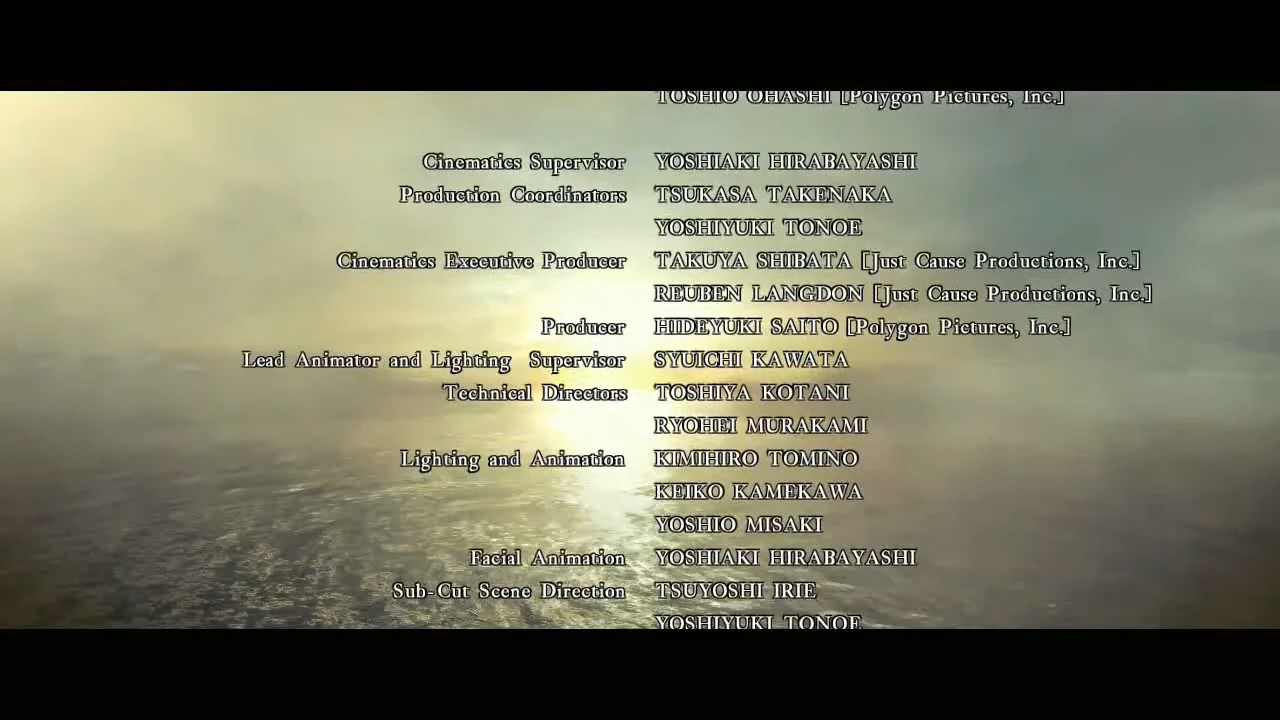 TOSHIO OHASHI [Polygon Pictures, Inc.]
Cinematics Supervisor YOSHIAKI HIRABAYASHI
Production Coordinators TSUKASA TAKENAKA
YOSHIYUKI TONOE
Cinematics Executive Producer TAKUYA SHIBATA [Just Cause Productions, Inc.]
REUBEN LANGDON [Just Cause Productions, Inc.]
Producer HIDEYUKI SAITO [Polygon Pictures, Inc.]
Lead Animator and Lighting Supervisor SYUICHI KAWATA
Technical Directors TOSHIYA KOTANI
RYOHEI MURAKAMI
Lighting and Animation KIMIHIRO TOMINO
KEIKO KAMEKAWA
YOSHIO MISAKI
Facial Animation YOSHIAKI HIRABAYASHI
Sub-Cut Scene Direction TSUYOSHI IRIE
YOSHIYUKI TONOE